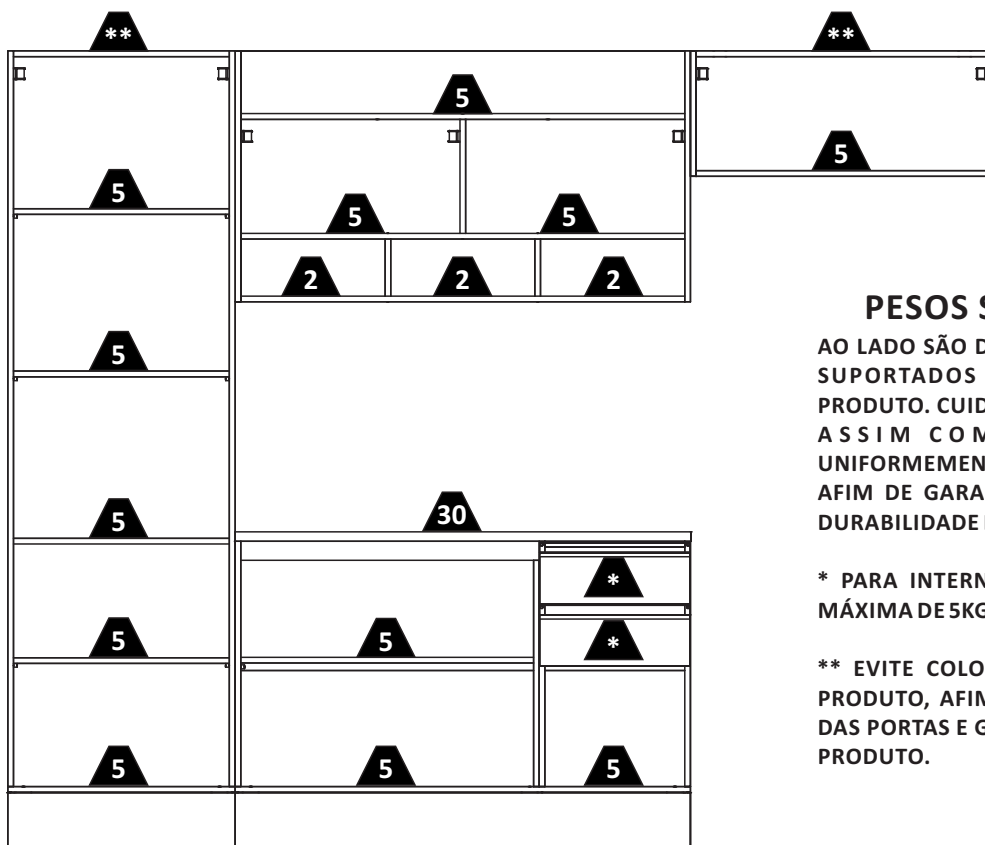 **
**
5
5
5
5
5
2
2
2
5
PESOS S
AO LADO SÃO D
SUPORTADOS
PRODUTO. CUID
ASSIM COM
UNIFORMEMEN
AFIM DE GARA
DURABILIDADE
5
30
*
5
* PARA INTERN
MÁXIMA DE 5KG
*
5
5
** EVITE COLO
PRODUTO, AFIM
DAS PORTAS E G
PRODUTO.
5
5
5